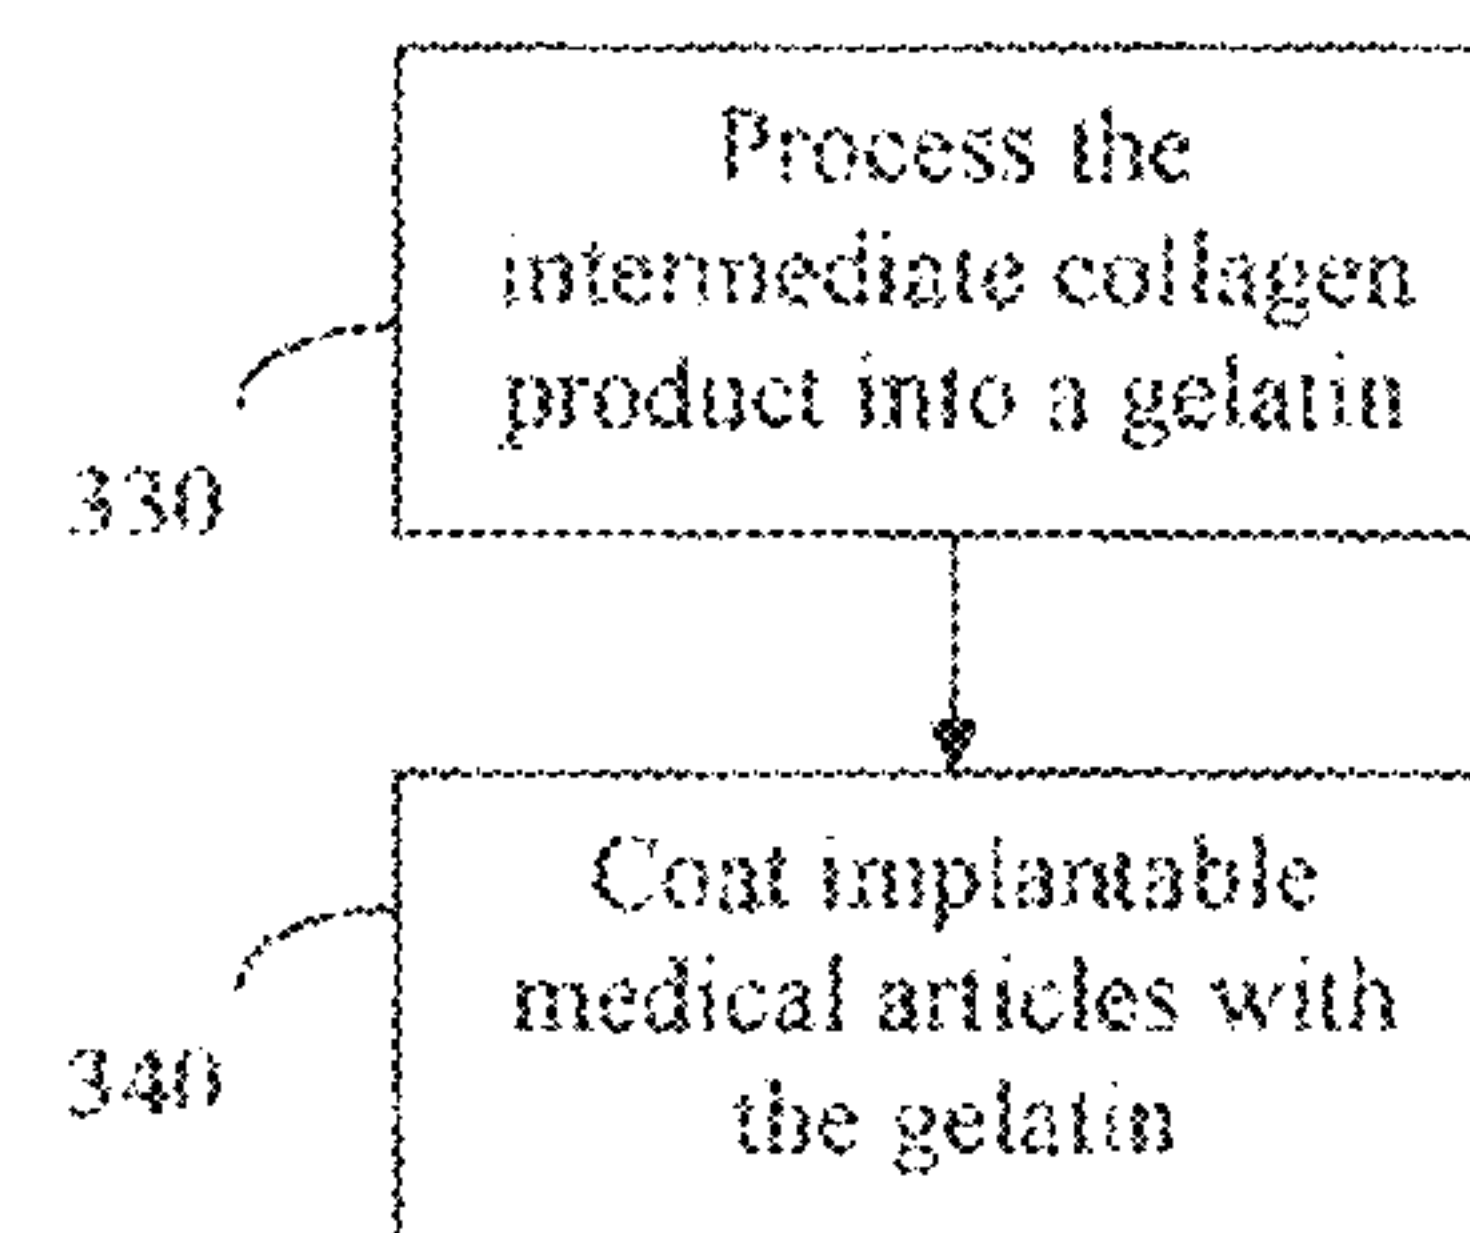 Process the
intermediate collagen
product into a gelatin
330
Coat implantable
medical articles with
the gelatin
340